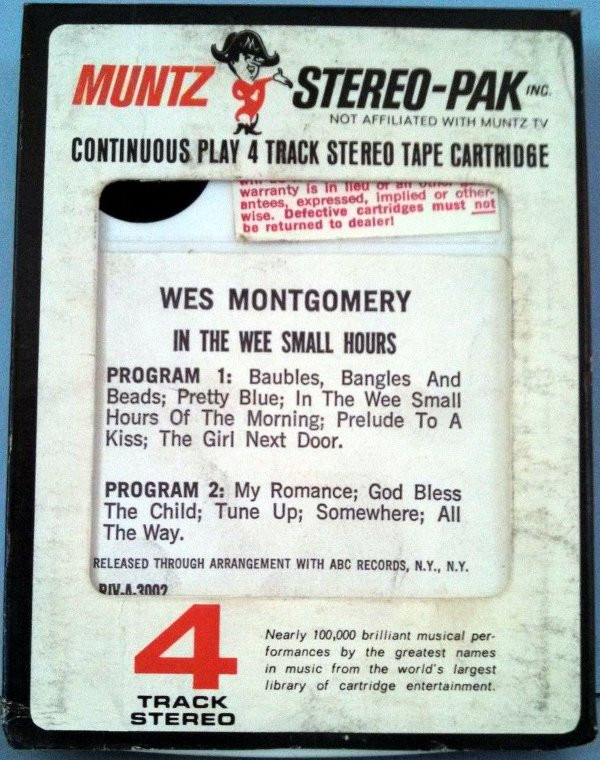 MUNTZ STEREO-PAK INC.
NOT AFFILIATED WITH MUNTZ TV
CONTINUOUS PLAY 4 TRACK STEREO TAPE CARTRIDGE
warranty is in lieu of
antees, expressed, implied or other-
wise. Defective cartridges must not
be returned to dealer!
WES MONTGOMERY
IN THE WEE SMALL HOURS
PROGRAM 1: Baubles, Bangles And
Beads; Pretty Blue; In The Wee Small
Hours Of The Morning; Prelude To A
Kiss; The Girl Next Door.
PROGRAM 2: My Romance; God Bless
The Child; Tune Up; Somewhere; All
The Way.
RELEASED THROUGH ARRANGEMENT WITH ABC RECORDS, N.Y., N.Y.
RIV-A-3002
4
TRACK
STEREO
Nearly 100,000 brilliant musical per-
formances by the greatest names
in music from the world's largest
library of cartridge entertainment.